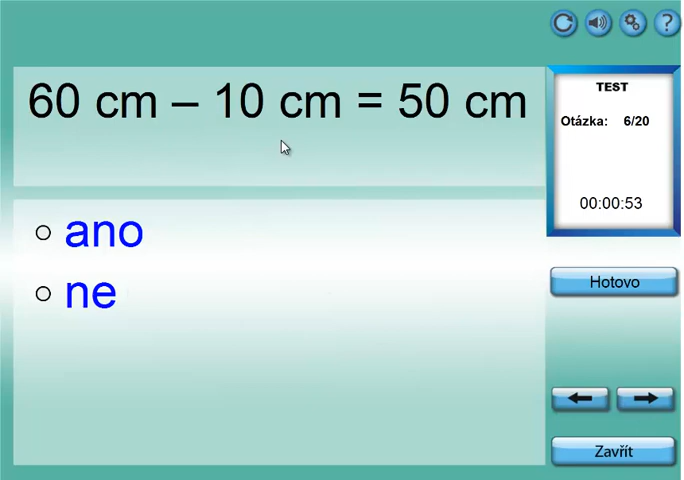 60 cm – 10 cm = 50 cm
ano
ne
?
TEST
Otázka: 6/20
00:00:53
Hotovo
Zavřít